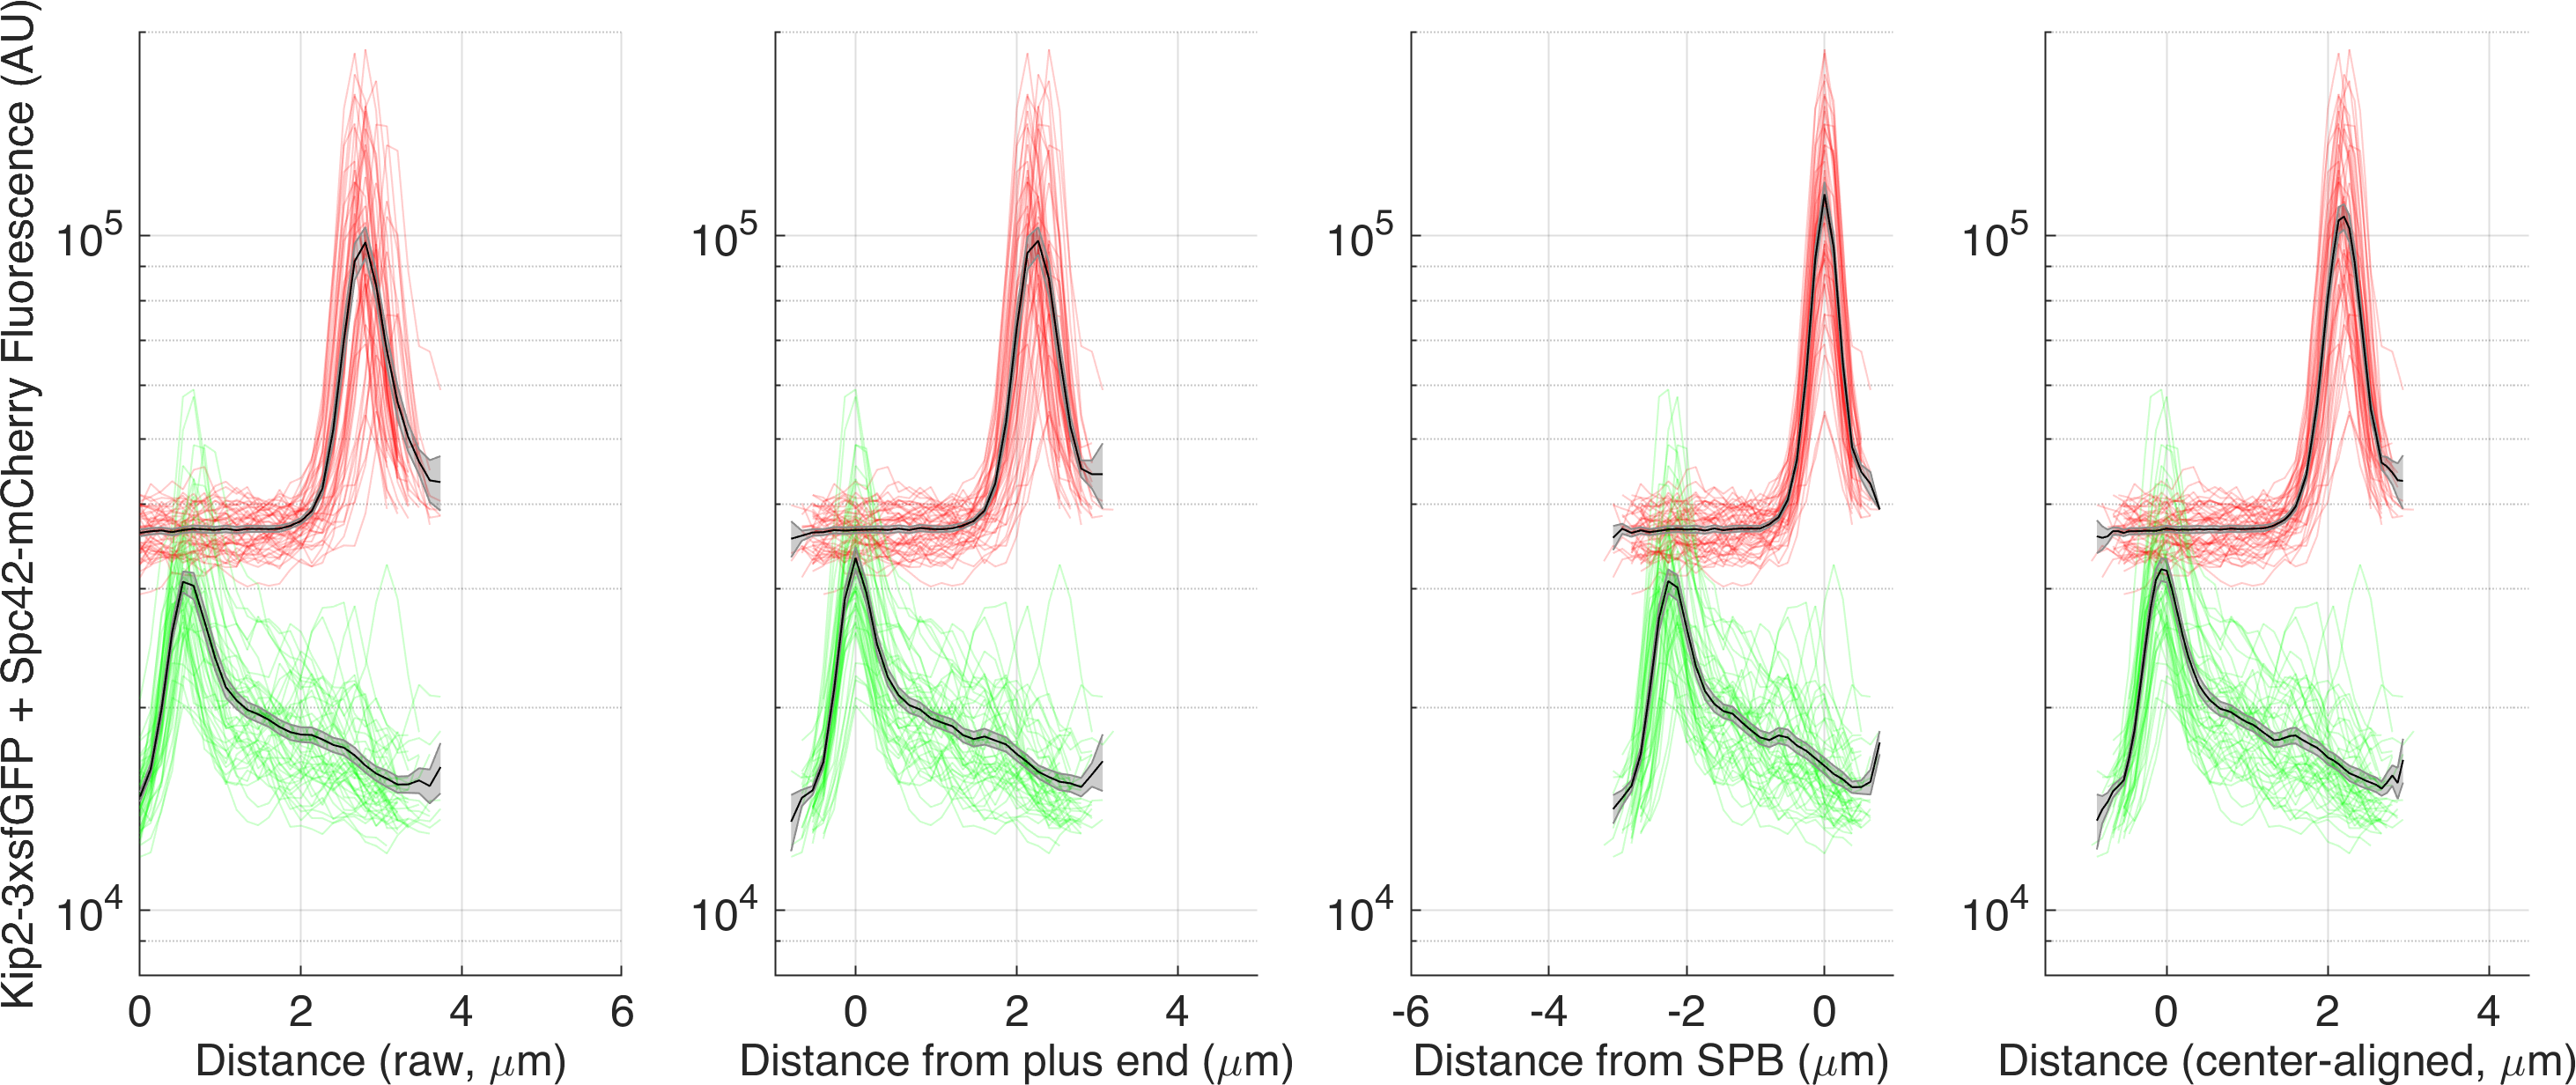 Kip2-3xsfGFP + Spc42-mCherry Fluorescence (AU)
10^5
10^4
0 2 4 6
Distance (raw, μm)
10^5
10^4
0 2 4
Distance from plus end (μm)
10^5
10^4
-6 -4 -2 0
Distance from SPB (μm)
10^5
10^4
0 2 4
Distance (center-aligned, μm)